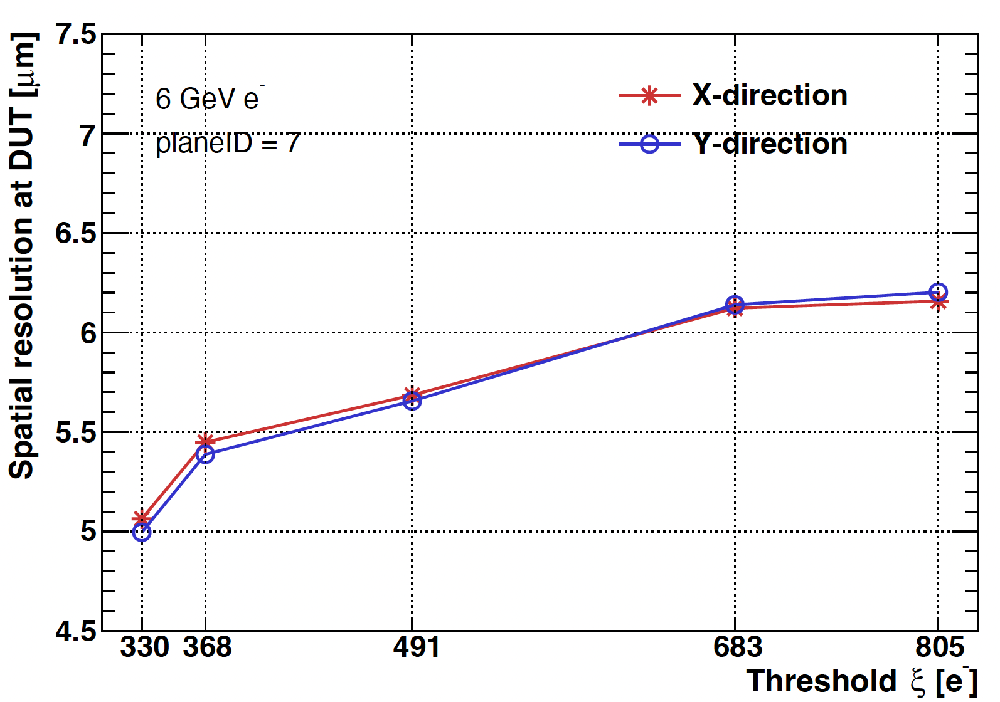 Spatial resolution at DUT [μm]
7.5
7
6.5
6
5.5
5
4.5
6 GeV e⁻
planeID = 7
X-direction
Y-direction
330 368 491 683 805
Threshold ξ [e⁻]